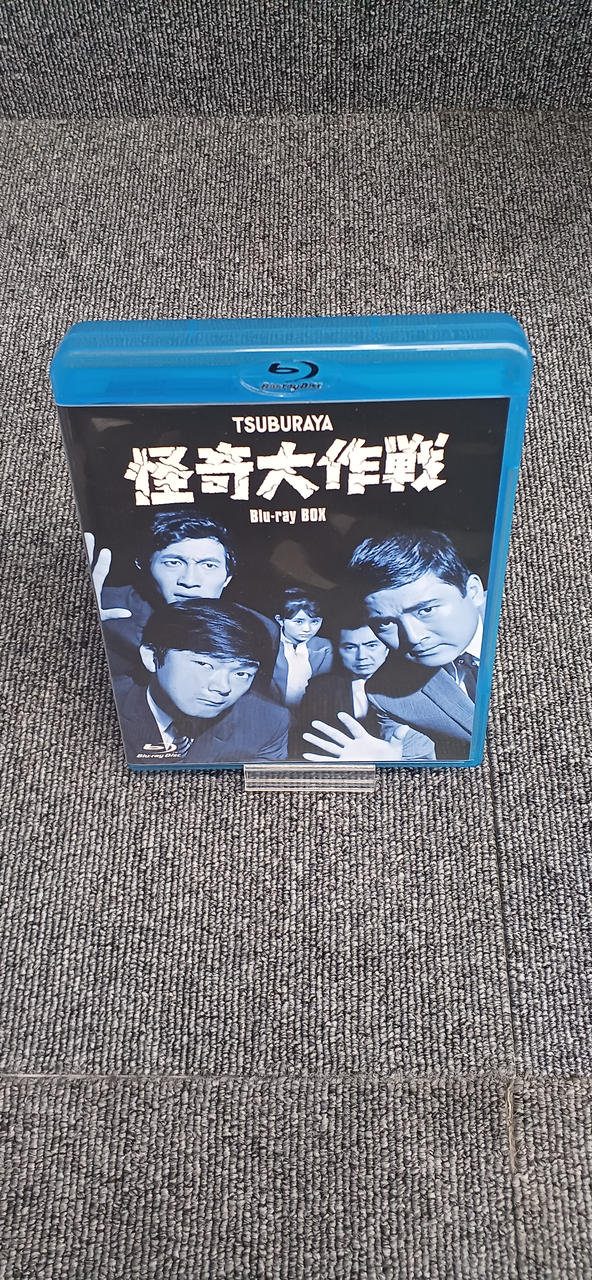 Blu-ray Disc
TSUBURAYA
怪奇大作戦
Blu-ray BOX
Blu-ray Disc